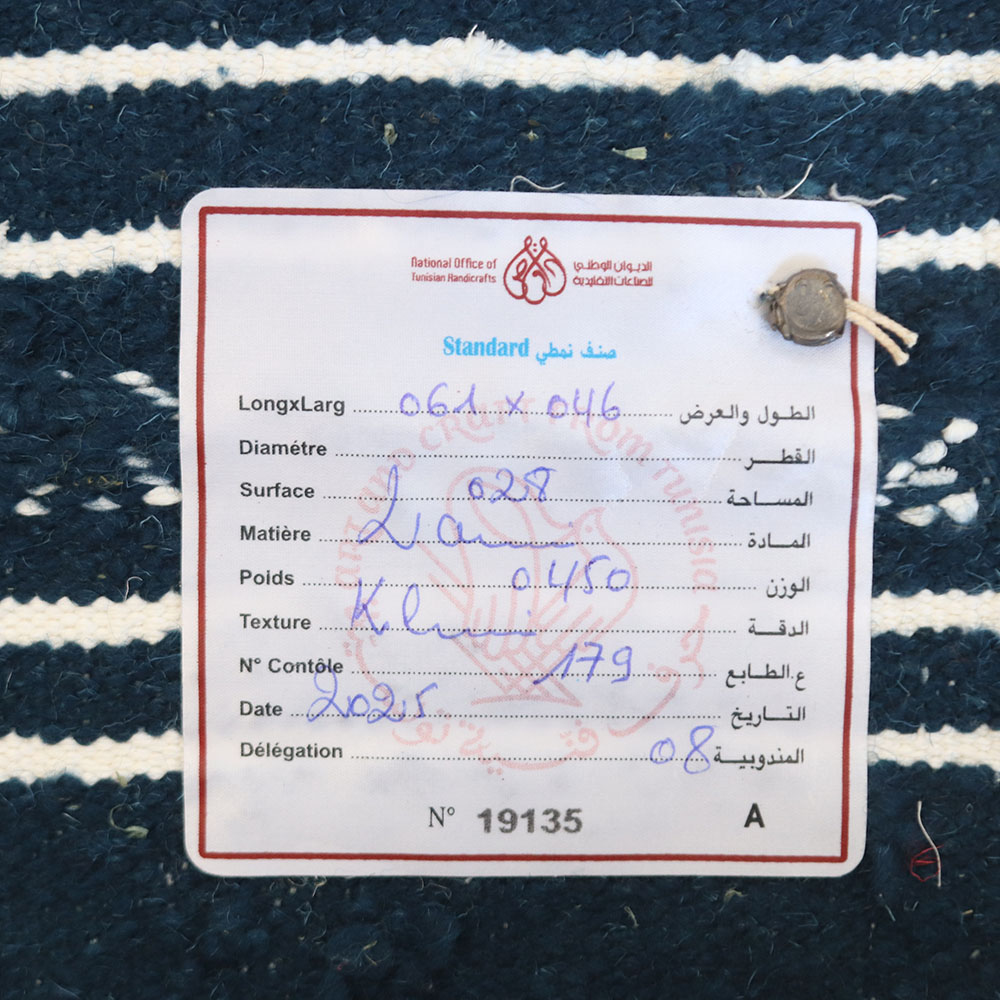 National Office of
Tunisian Handicrafts
الديوان الوطني
للصناعات التقليدية
Standard صنف نمطي
LongxLarg 061 x 046 الطول والعرض
Diamétre القطر
Surface 028 المساحة
Matière المادة
Poids 0450 الوزن
Texture الدقة
N° Contôle 179 ع.الطابع
Date 2025 التاريخ
Délégation 08 المندوبية
N° 19135 A